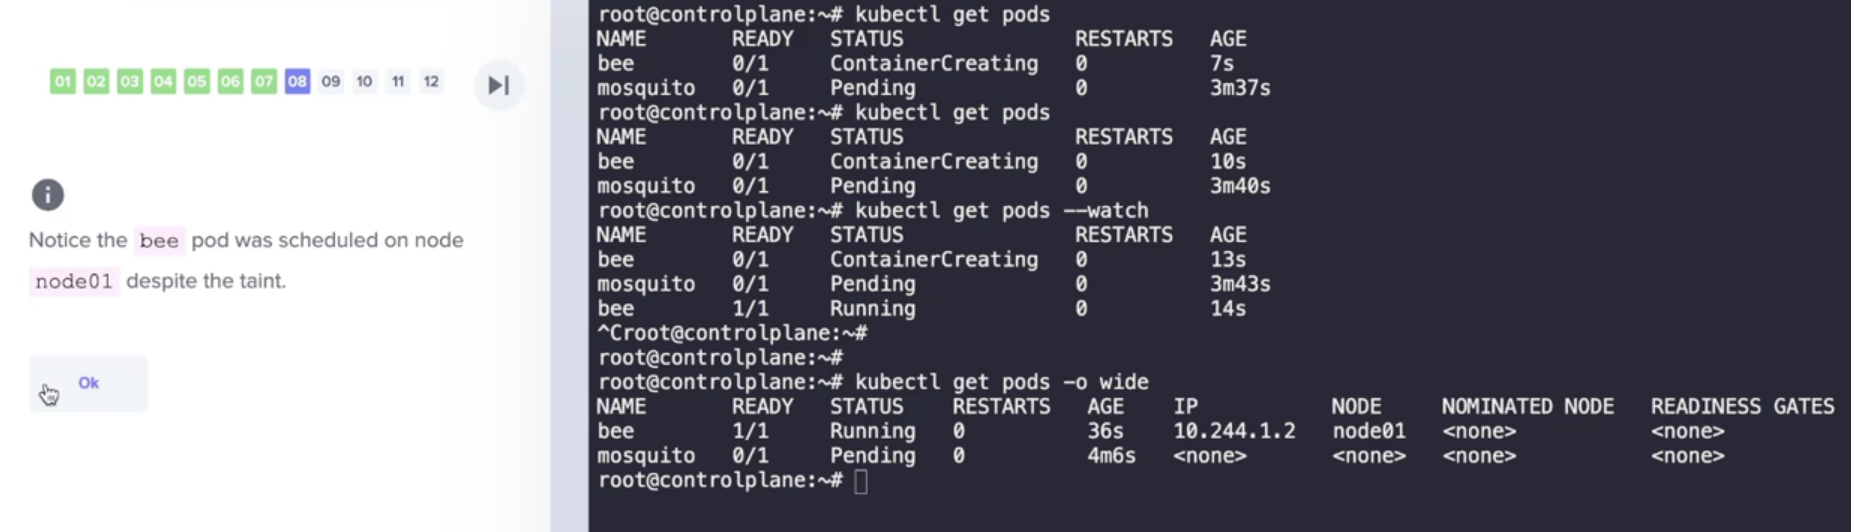 01 02 03 04 05 06 07 08 09 10 11 12
i
Notice the bee pod was scheduled on node
node01 despite the taint.
Ok
root@controlplane:~# kubectl get pods
NAME READY STATUS RESTARTS AGE
bee 0/1 ContainerCreating 0 7s
mosquito 0/1 Pending 0 3m37s
root@controlplane:~# kubectl get pods
NAME READY STATUS RESTARTS AGE
bee 0/1 ContainerCreating 0 10s
mosquito 0/1 Pending 0 3m40s
root@controlplane:~# kubectl get pods --watch
NAME READY STATUS RESTARTS AGE
bee 0/1 ContainerCreating 0 13s
mosquito 0/1 Pending 0 3m43s
bee 1/1 Running 0 14s
^Croot@controlplane:~#
root@controlplane:~#
root@controlplane:~# kubectl get pods -o wide
NAME READY STATUS RESTARTS AGE IP NODE NOMINATED NODE READINESS GATES
bee 1/1 Running 0 36s 10.244.1.2 node01 <none> <none>
mosquito 0/1 Pending 0 4m6s <none> <none> <none> <none>
root@controlplane:~#